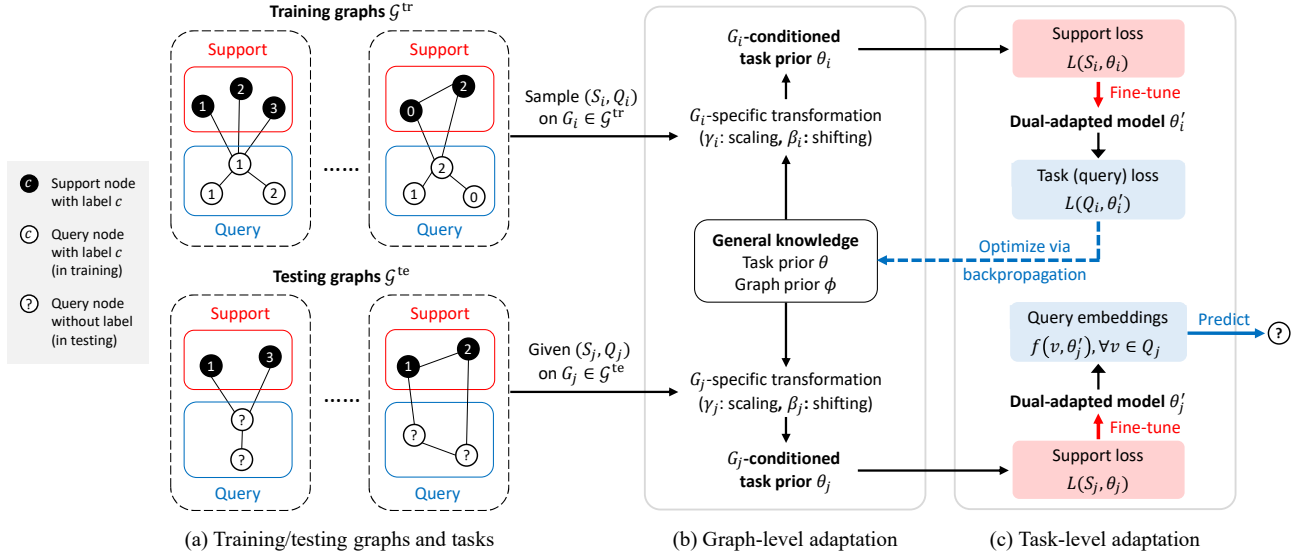 Training graphs 𝒢^tr
Support
1
2
3
1
1
2
Query
......
Support
0
2
2
1
0
Query
Testing graphs 𝒢^te
Support
1
3
?
?
Query
......
Support
1
2
?
?
Query
c Support node
with label c
c Query node
with label c
(in training)
? Query node
without label
(in testing)
(a) Training/testing graphs and tasks
Sample (S_i, Q_i)
on G_i ∈ 𝒢^tr
Given (S_j, Q_j)
on G_j ∈ 𝒢^te
G_i-conditioned
task prior θ_i
G_i-specific transformation
(γ_i: scaling, β_i: shifting)
General knowledge
Task prior θ
Graph prior ϕ
G_j-specific transformation
(γ_j: scaling, β_j: shifting)
G_j-conditioned
task prior θ_j
(b) Graph-level adaptation
Support loss
L(S_i, θ_i)
Fine-tune
Dual-adapted model θ_i′
Task (query) loss
L(Q_i, θ_i′)
Optimize via
backpropagation
Query embeddings
f(v, θ_j′), ∀v ∈ Q_j
Predict
?
Dual-adapted model θ_j′
Fine-tune
Support loss
L(S_j, θ_j)
(c) Task-level adaptation